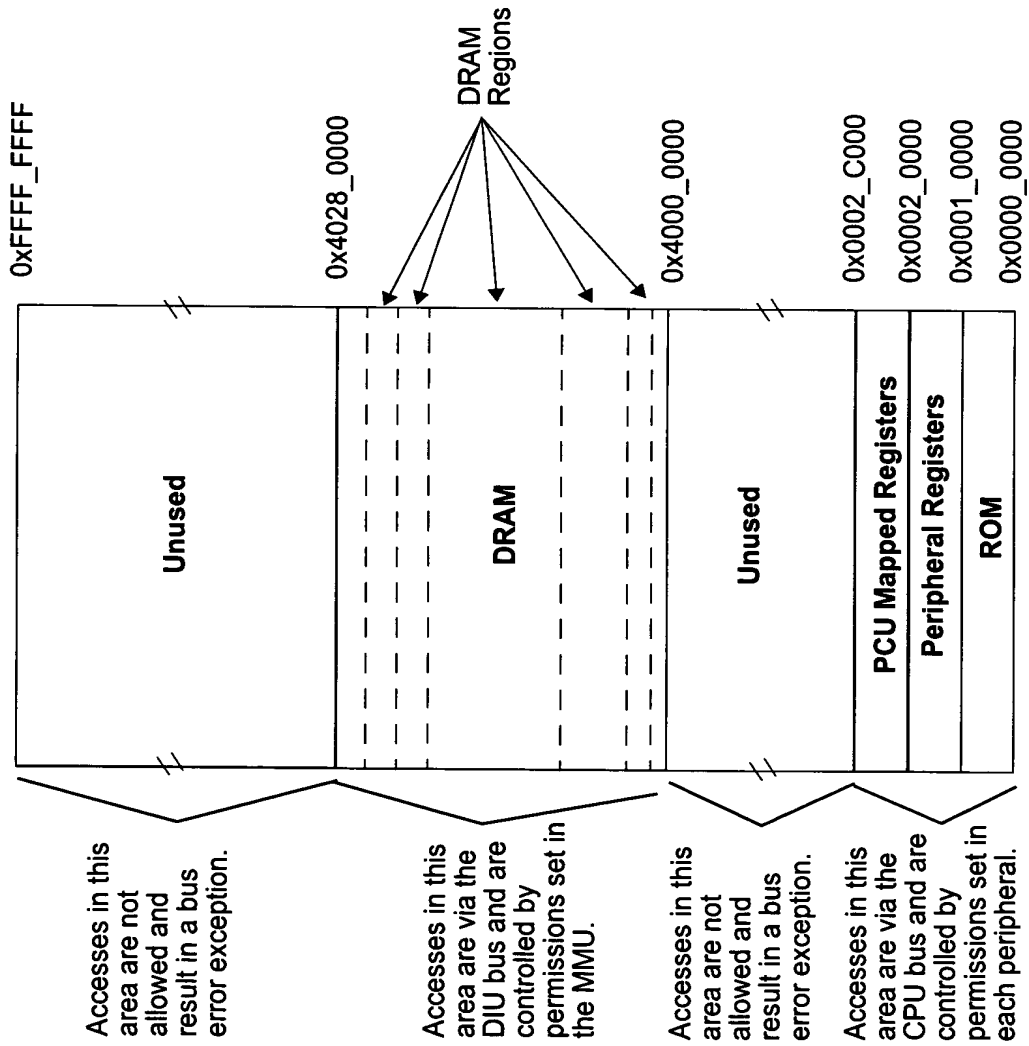 0xFFFF_FFFF
Accesses in this
area are not
allowed and
result in a bus
error exception.
Unused
0x4028_0000
Accesses in this
area are via the
DIU bus and are
controlled by
permissions set in
the MMU.
DRAM
DRAM
Regions
0x4000_0000
Accesses in this
area are not
allowed and
result in a bus
error exception.
Unused
0x0002_C000
Accesses in this
area are via the
CPU bus and are
controlled by
permissions set in
each peripheral.
PCU Mapped Registers
0x0002_0000
Peripheral Registers
0x0001_0000
ROM
0x0000_0000